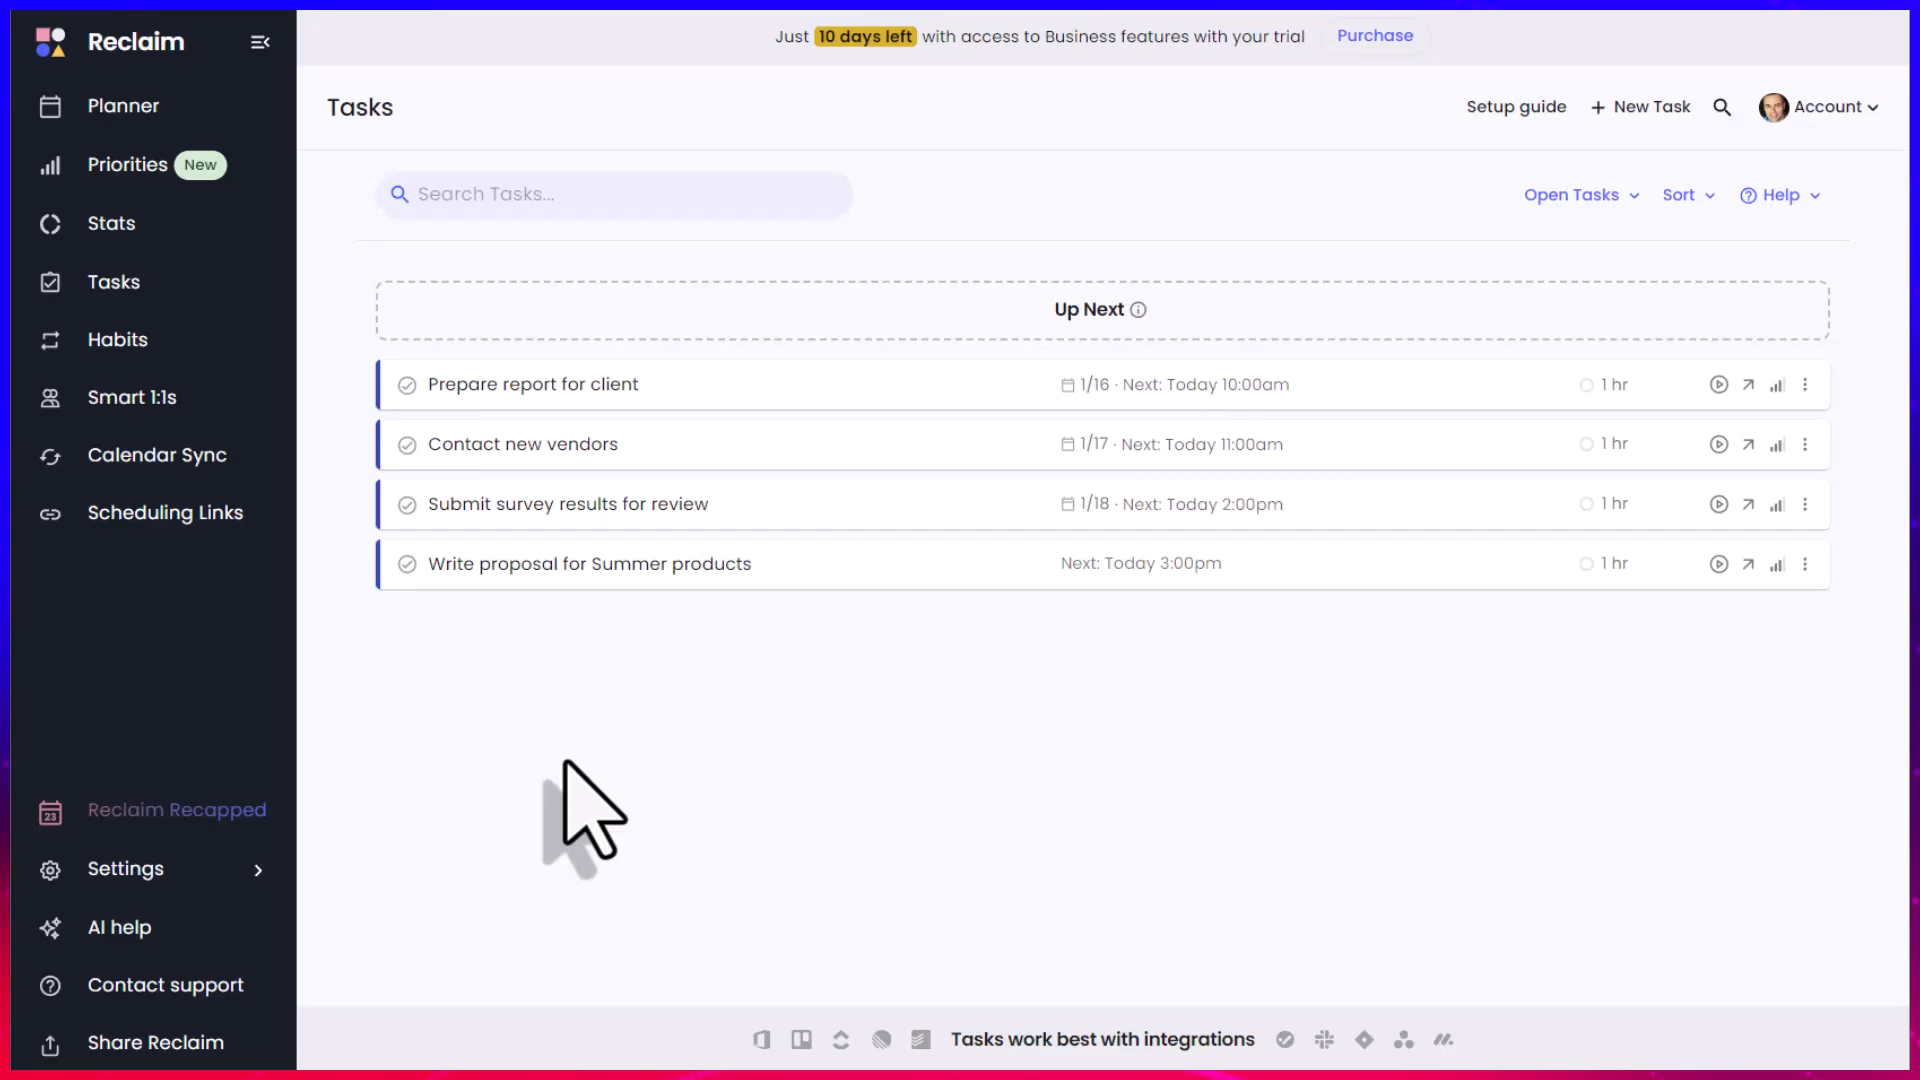 Reclaim
Planner
Priorities New
Stats
Tasks
Habits
Smart 1:1s
Calendar Sync
Scheduling Links
23 Reclaim Recapped
Settings
AI help
Contact support
Share Reclaim
Just 10 days left with access to Business features with your trial Purchase
Tasks
Setup guide + New Task Account
Search Tasks...
Open Tasks Sort Help
Up Next
Prepare report for client 1/16 · Next: Today 10:00am 1 hr
Contact new vendors 1/17 · Next: Today 11:00am 1 hr
Submit survey results for review 1/18 · Next: Today 2:00pm 1 hr
Write proposal for Summer products Next: Today 3:00pm 1 hr
Tasks work best with integrations